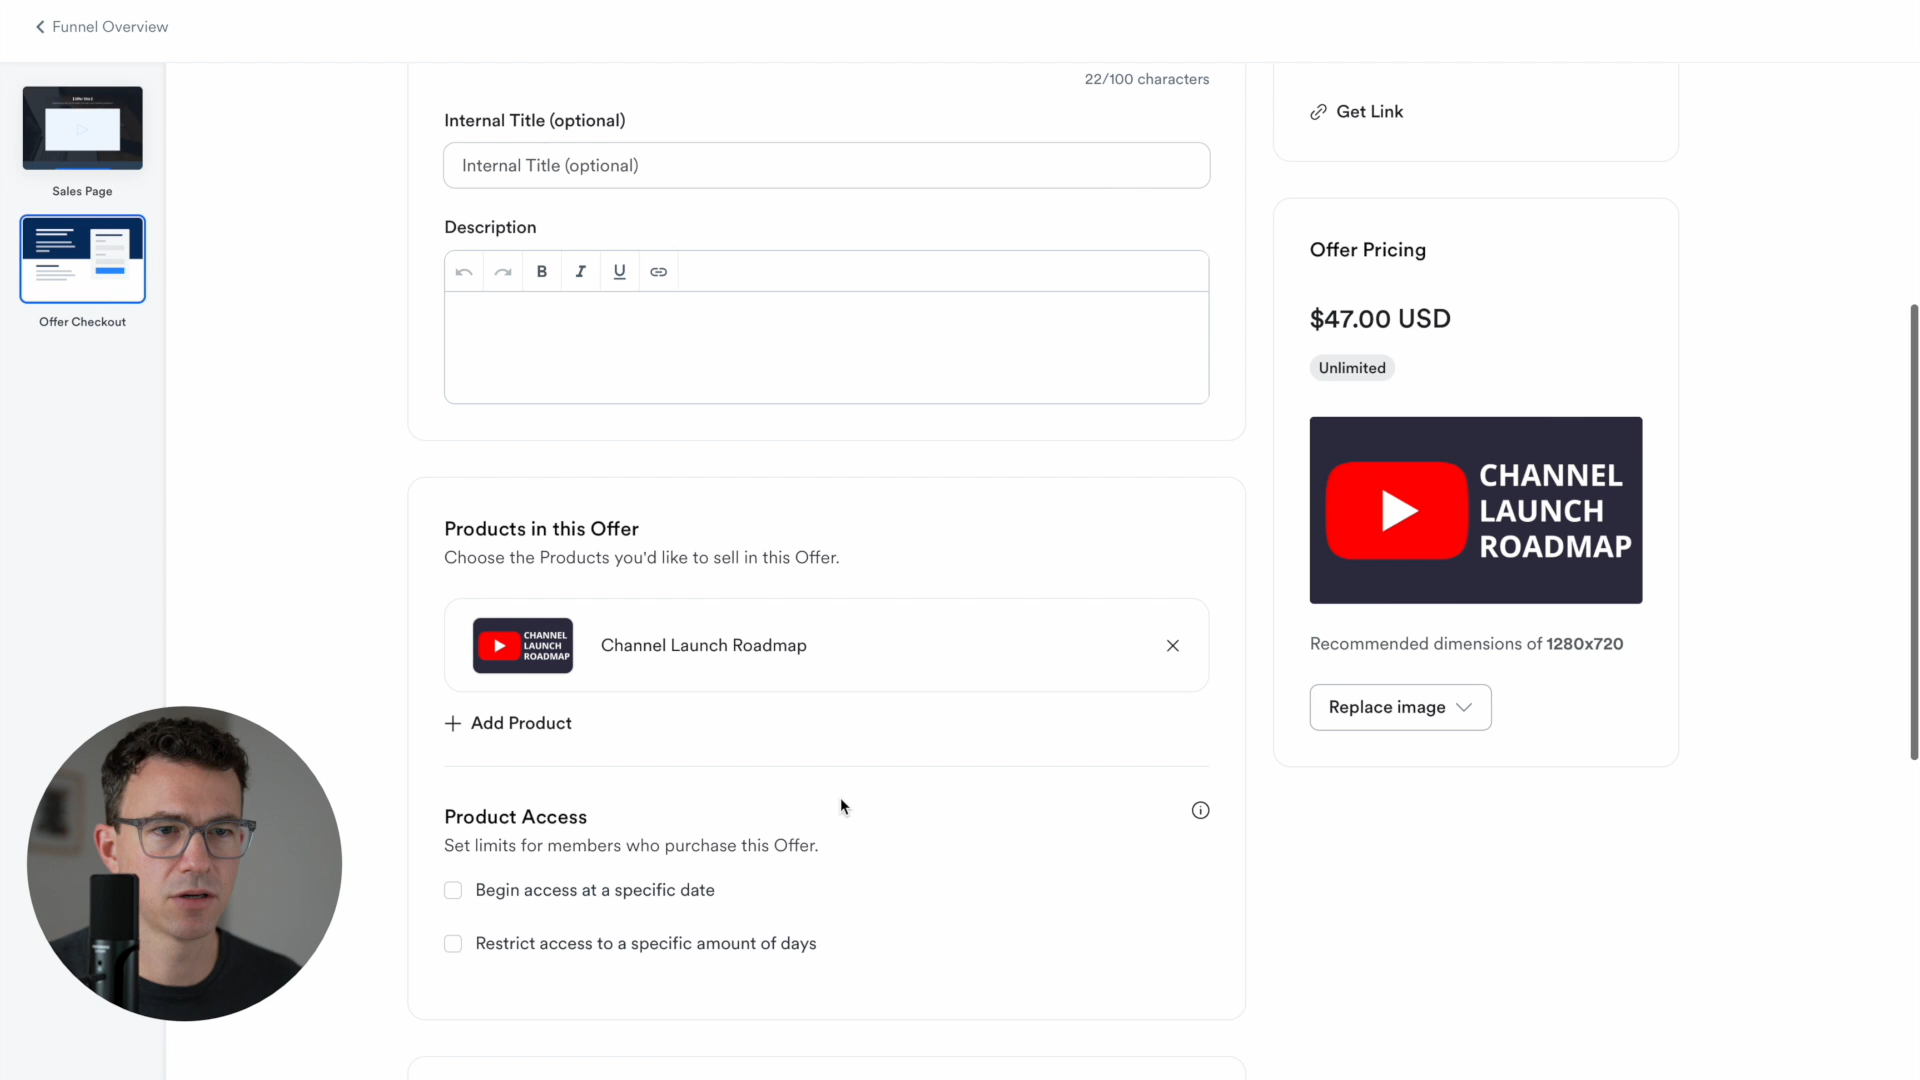 Funnel Overview
Sales Page
Offer Checkout
22/100 characters
Internal Title (optional)
Internal Title (optional)
Description
B I U
Products in this Offer
Choose the Products you'd like to sell in this Offer.
CHANNEL
LAUNCH
ROADMAP
Channel Launch Roadmap
Add Product
Product Access
Set limits for members who purchase this Offer.
Begin access at a specific date
Restrict access to a specific amount of days
Get Link
Offer Pricing
$47.00 USD
Unlimited
CHANNEL
LAUNCH
ROADMAP
Recommended dimensions of 1280x720
Replace image